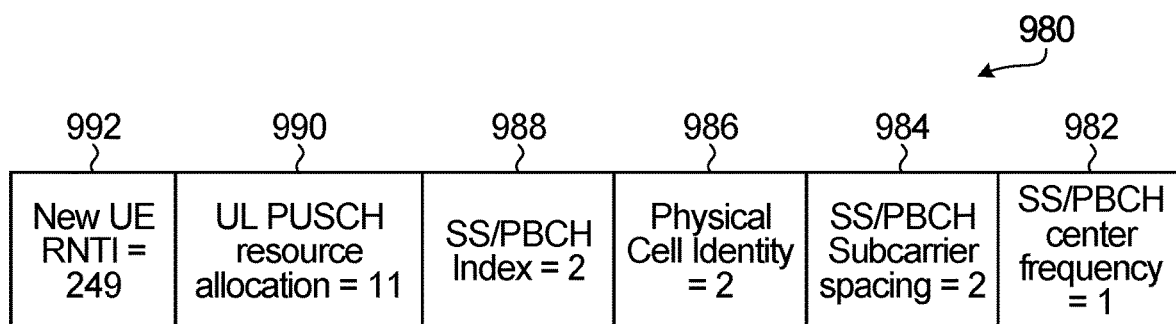 980
992
990
988
986
984
982
New UE
RNTI =
249
UL PUSCH
resource
allocation = 11
SS/PBCH
Index = 2
Physical
Cell Identity
= 2
SS/PBCH
Subcarrier
spacing = 2
SS/PBCH
center
frequency
= 1